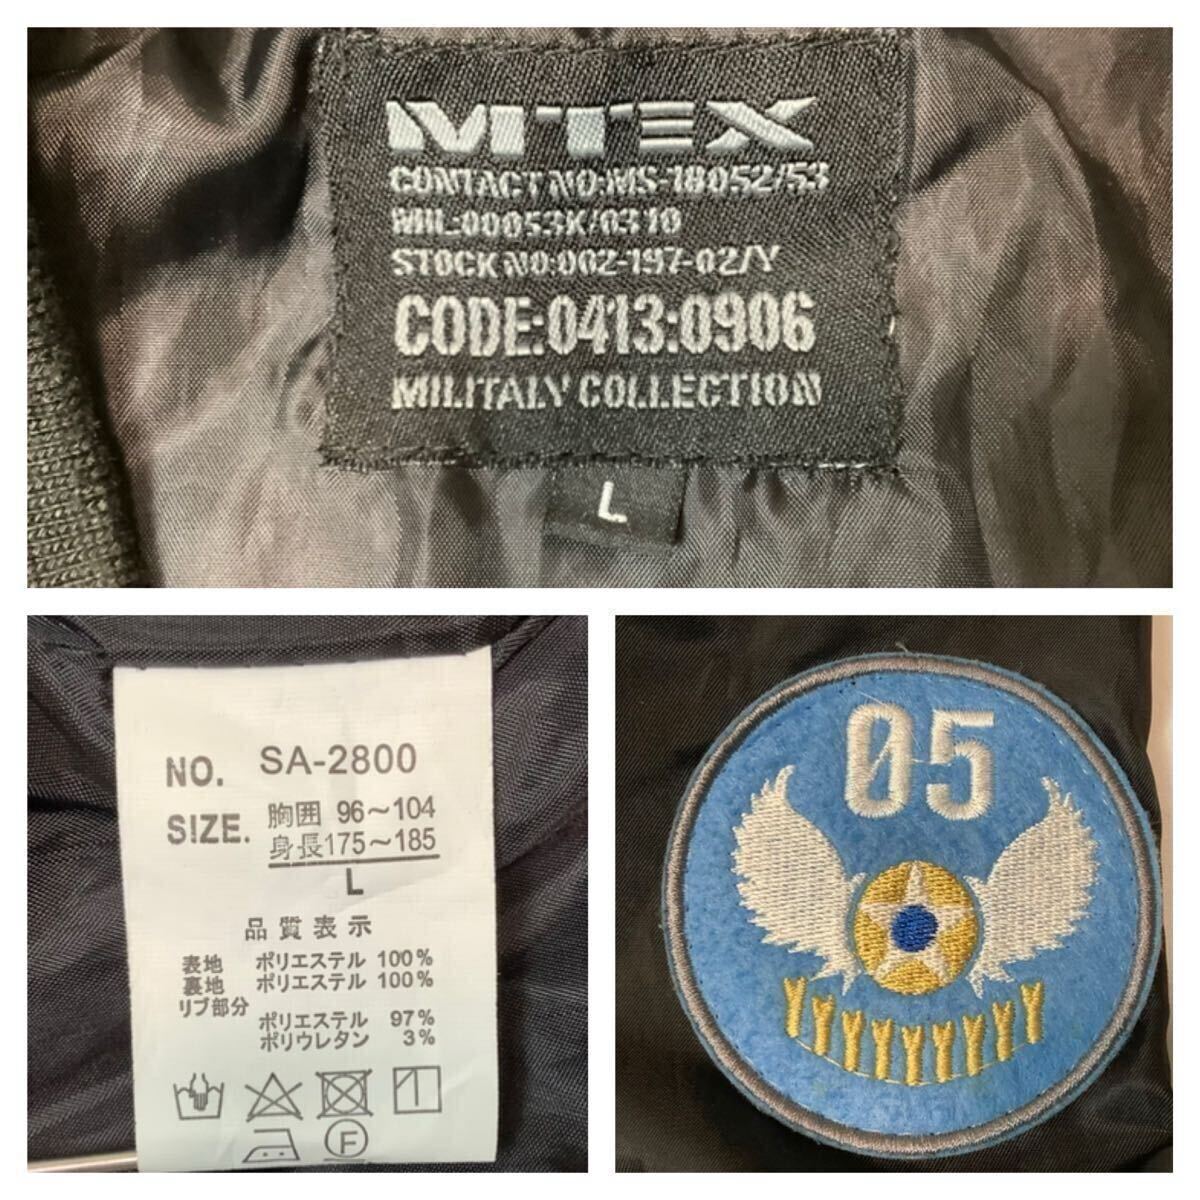 MTEX
CONTACT NO:MS-18052/53
MIL:00053K/0310
STOCK NO:002-197-02/Y
CODE:0413:0906
MILITALY COLLECTION
L
NO. SA-2800
SIZE. 胸囲 96～104
身長175～185
L
品質表示
表地 ポリエステル 100%
裏地 ポリエステル 100%
リブ部分
ポリエステル 97%
ポリウレタン 3%
F
05